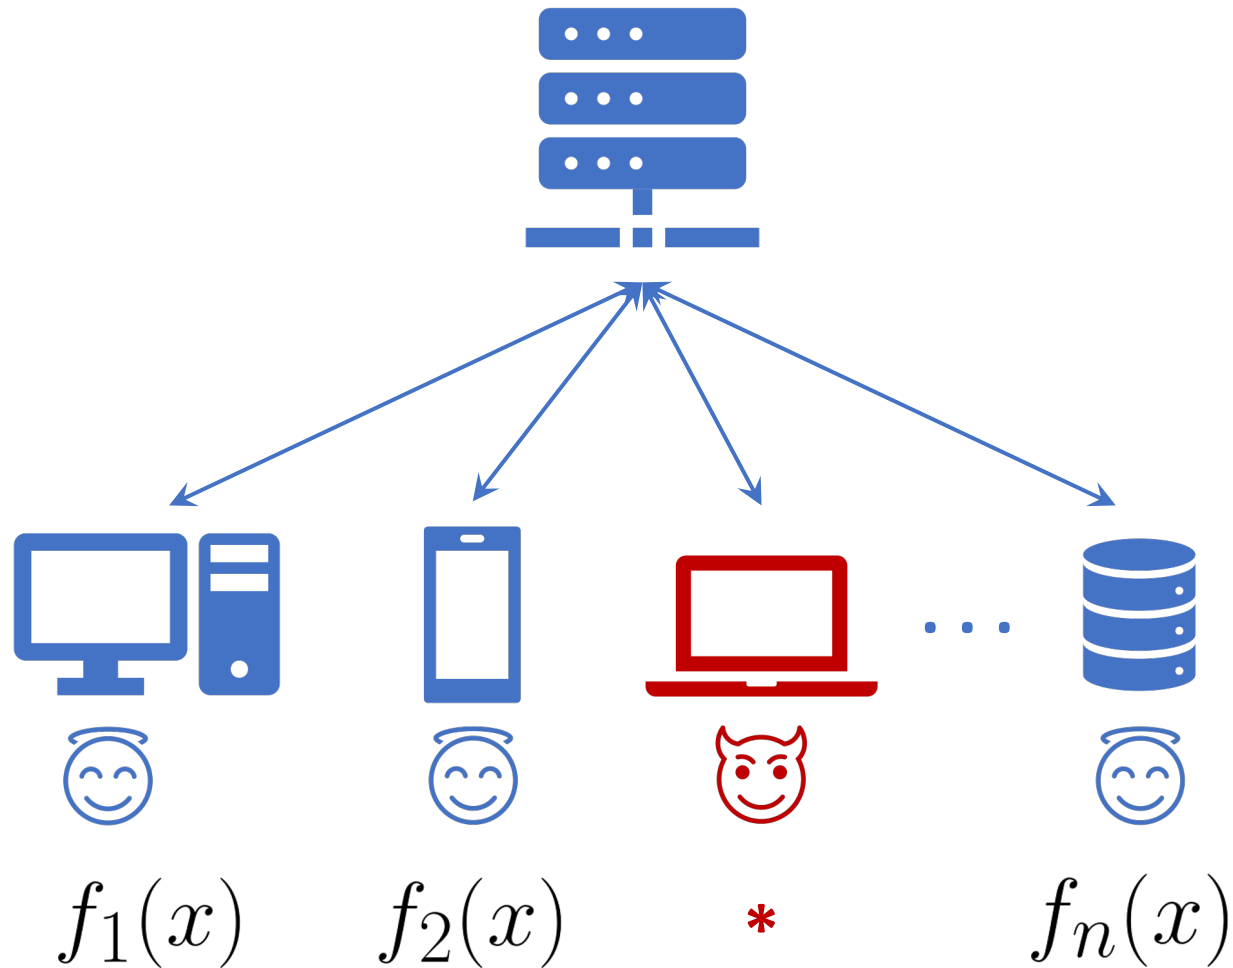 . . .
f₁(x) f₂(x) * fₙ(x)